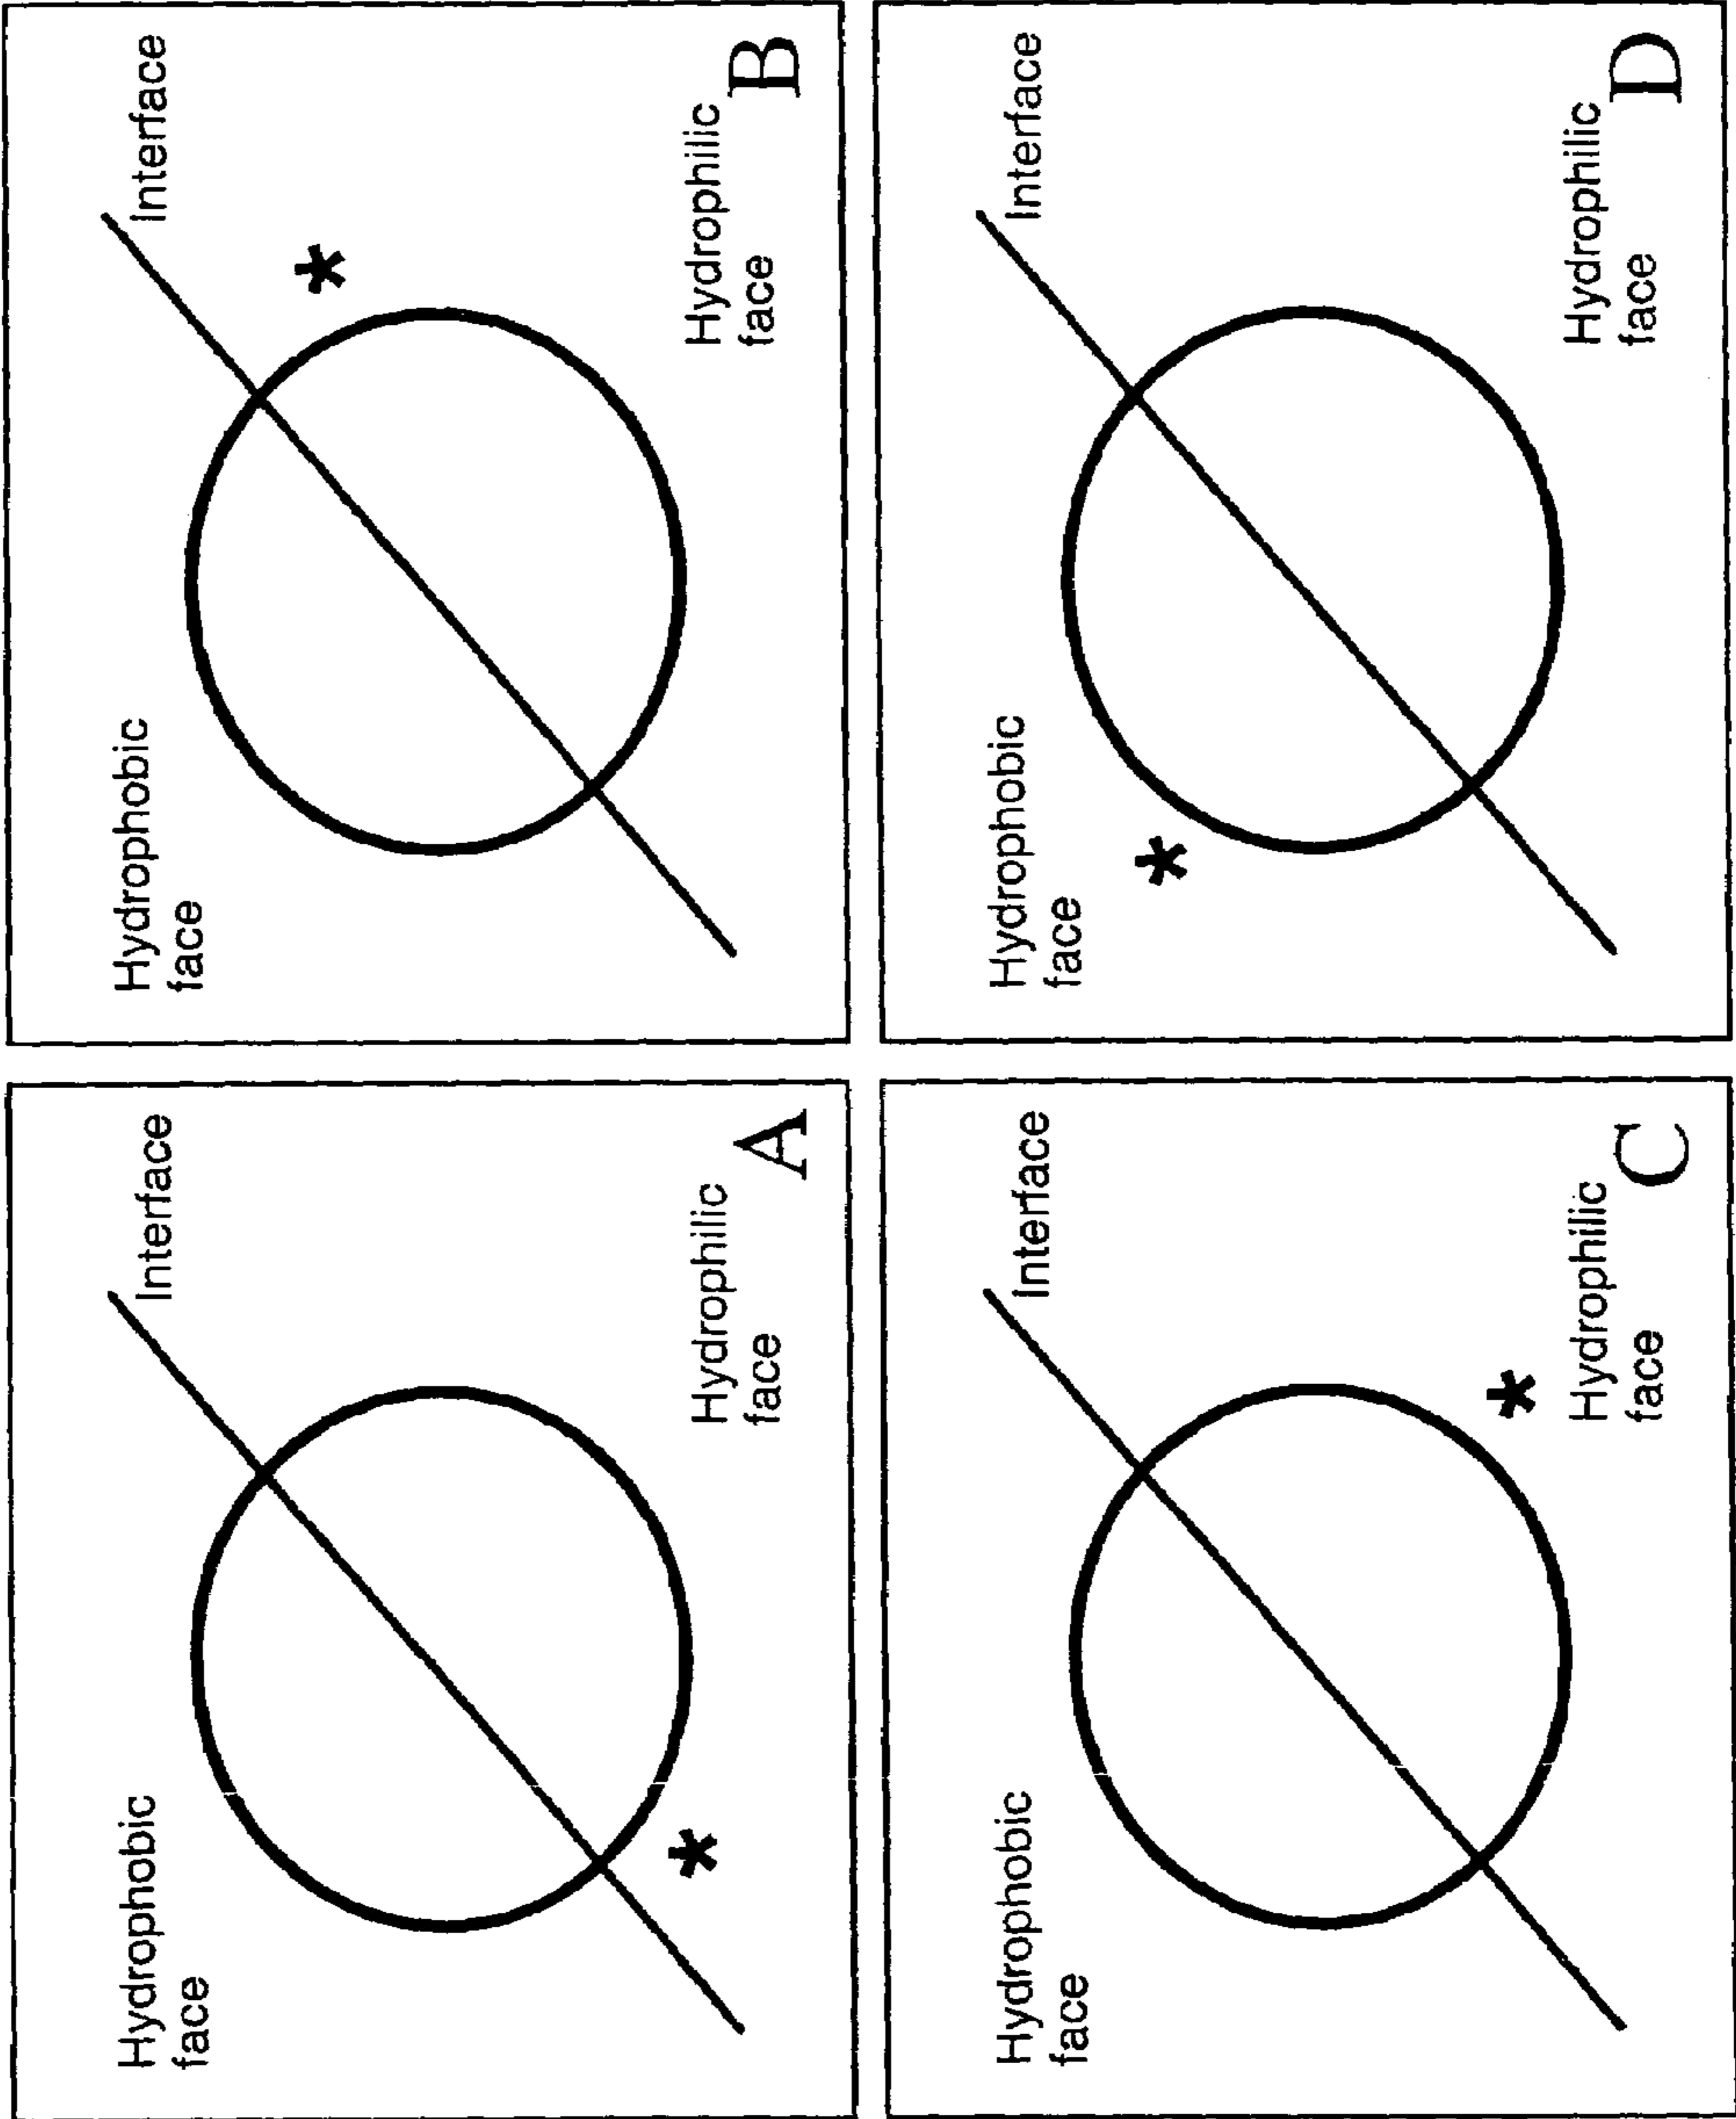 Hydrophobic
face
Interface
Hydrophilic
face
A
*
Hydrophobic
face
Interface
*
Hydrophilic
face
B
Hydrophobic
face
Interface
*
Hydrophilic
face
C
Hydrophobic
face
Interface
*
Hydrophilic
face
D